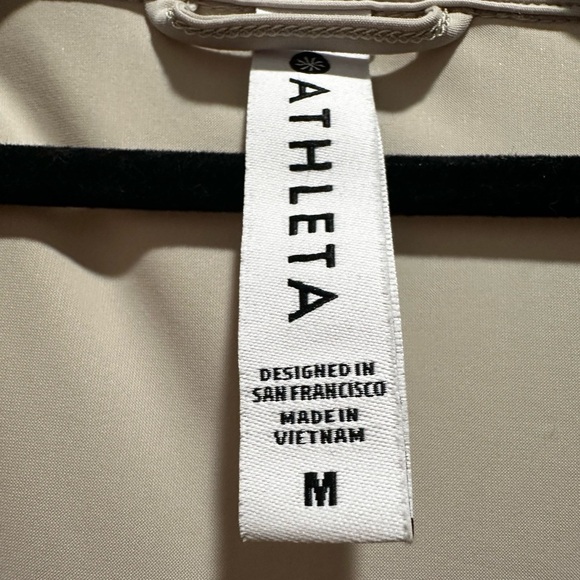 ATHLETA
DESIGNED IN
SAN FRANCISCO
MADE IN
VIETNAM
M